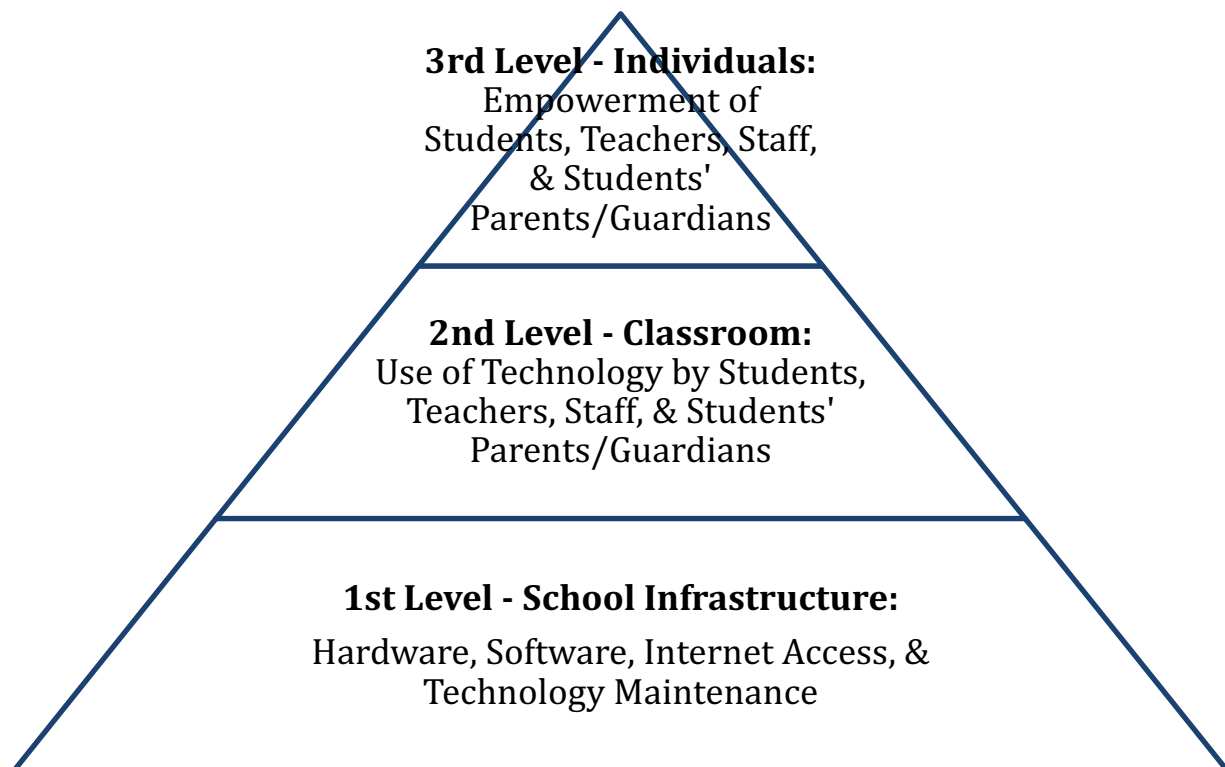 3rd Level - Individuals:
Empowerment of
Students, Teachers, Staff,
& Students'
Parents/Guardians
2nd Level - Classroom:
Use of Technology by Students,
Teachers, Staff, & Students'
Parents/Guardians
1st Level - School Infrastructure:
Hardware, Software, Internet Access, &
Technology Maintenance